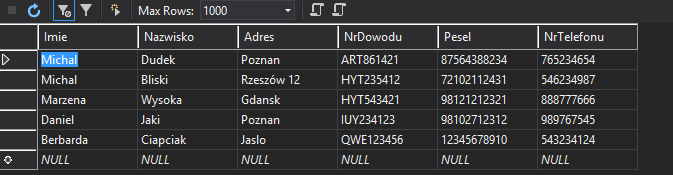 Max Rows: 1000
Imie Nazwisko Adres NrDowodu Pesel NrTelefonu
Michal Dudek Poznan ART861421 87564388234 765234654
Michal Bliski Rzeszów 12 HYT235412 72102112431 546234987
Marzena Wysoka Gdansk HYT543421 98121212321 888777666
Daniel Jaki Poznan IUY234123 98102712312 989767545
Berbarda Ciapciak Jaslo QWE123456 12345678910 543234124
NULL NULL NULL NULL NULL NULL